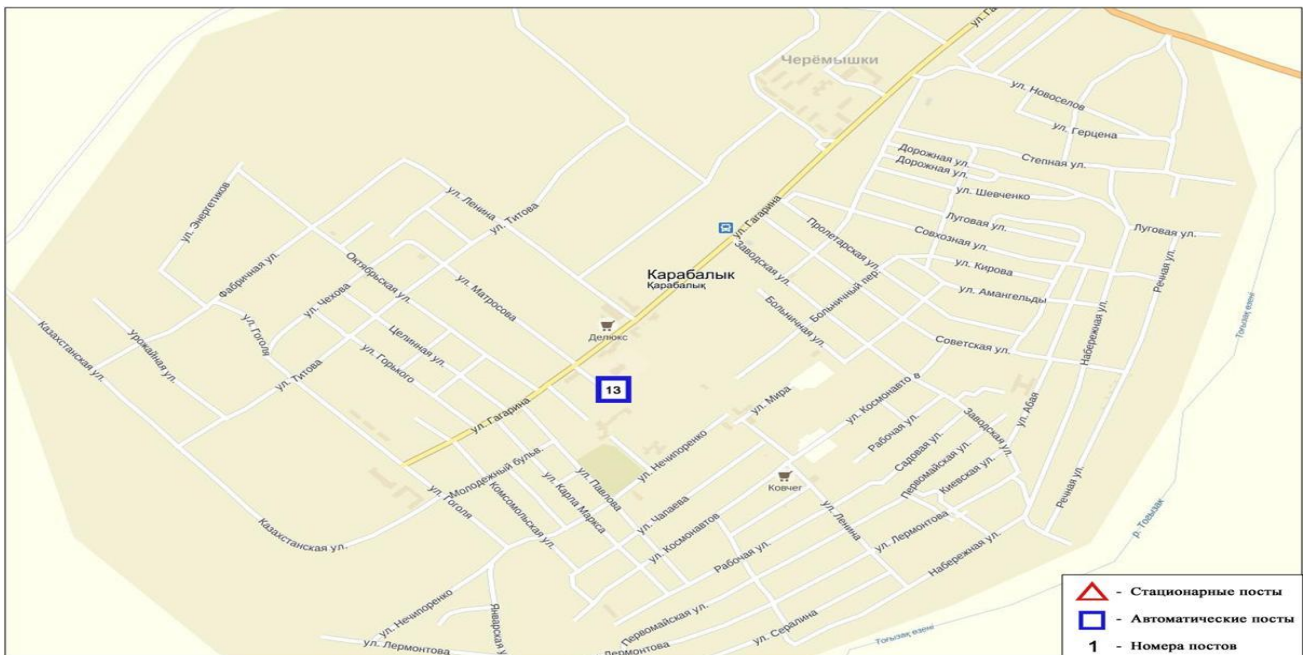 ул. Га
Черёмышки
ул. Новоселов
ул. Герцена
Дорожная ул.
Дорожная ул.
Степная ул.
ул. Энергетиков
ул. Ленина
ул. Титова
ул. Шевченко
Луговая ул.
Луговая ул.
ул. Гагарина
Пролетарская ул.
Совхозная ул.
Заводская ул.
Октябрьская ул.
Фабричная ул.
Карабалык
Қарабалық
ул. Кирова
Речная ул.
Больничный пер.
ул. Амангельды
ул. Чехова
ул. Матросова
Больничная ул.
Набережная ул.
Тоғызақ өзені
Казахстанская ул.
Урожайная ул.
ул. Гоголя
Целинная ул.
ул. Горького
Делюкс
Советская ул.
ул. Титова
13
ул. Мира
ул. Космонавто в
ул. Абая
ул. Гагарина
Рабочая ул.
Заводская ул.
Садовая ул.
Первомайская ул.
Киевская ул.
ул. Нечипоренко
Молодежный бульв.
ул. Павлова
ул. Карла Маркса
Комсомольская ул.
Ковчег
Речная ул.
ул. Гоголя
ул. Чапаева
ул. Ленина
р. Тогызак
Казахстанская ул.
ул. Космонавтов
ул. Лермонтова
Рабочая ул.
Набережная ул.
ул. Нечипоренко
Январская у
Первомайская ул.
ул. Сералина
Тоғызақ өзені
ул. Лермонтова
Лермонтова
- Стационарные посты
- Автоматические посты
1 - Номера постов